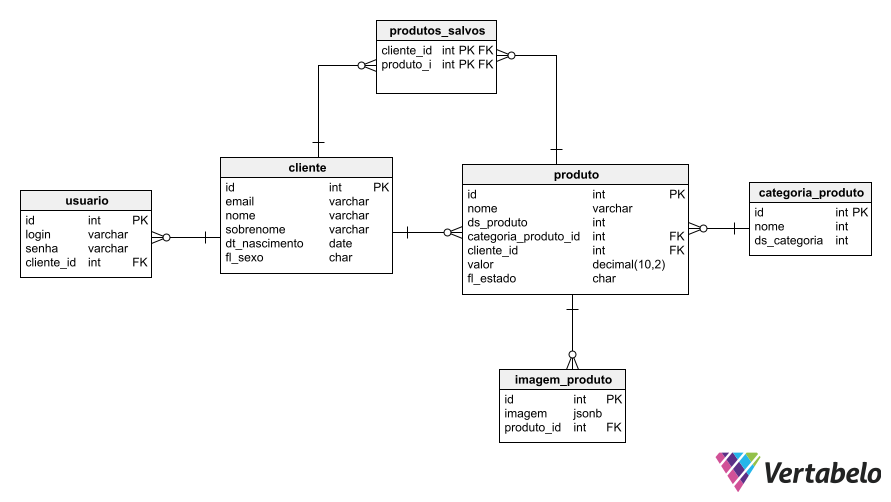 produtos_salvos
cliente_id int PK FK
produto_i int PK FK
cliente
id int PK
email varchar
nome varchar
sobrenome varchar
dt_nascimento date
fl_sexo char
usuario
id int PK
login varchar
senha varchar
cliente_id int FK
produto
id int PK
nome varchar
ds_produto int
categoria_produto_id int FK
cliente_id int FK
valor decimal(10,2)
fl_estado char
categoria_produto
id int PK
nome int
ds_categoria int
imagem_produto
id int PK
imagem jsonb
produto_id int FK
Vertabelo